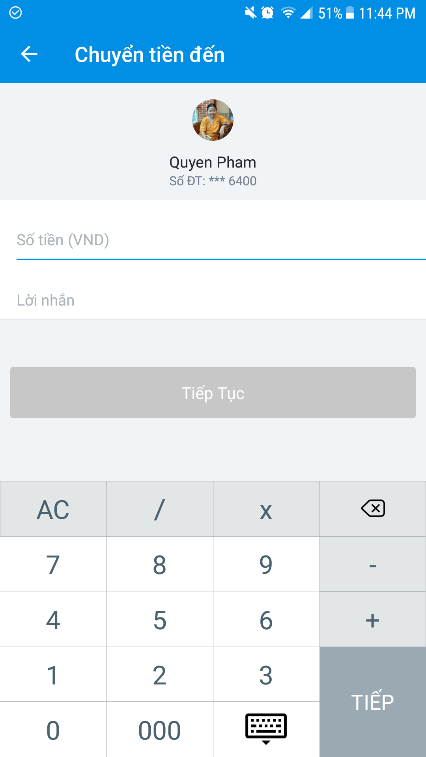 51% 11:44 PM
Chuyển tiền đến
Quyen Pham
Số ĐT: *** 6400
Số tiền (VND)
Lời nhắn
Tiếp Tục
AC / x
7 8 9 -
4 5 6 +
1 2 3
TIẾP
0 000